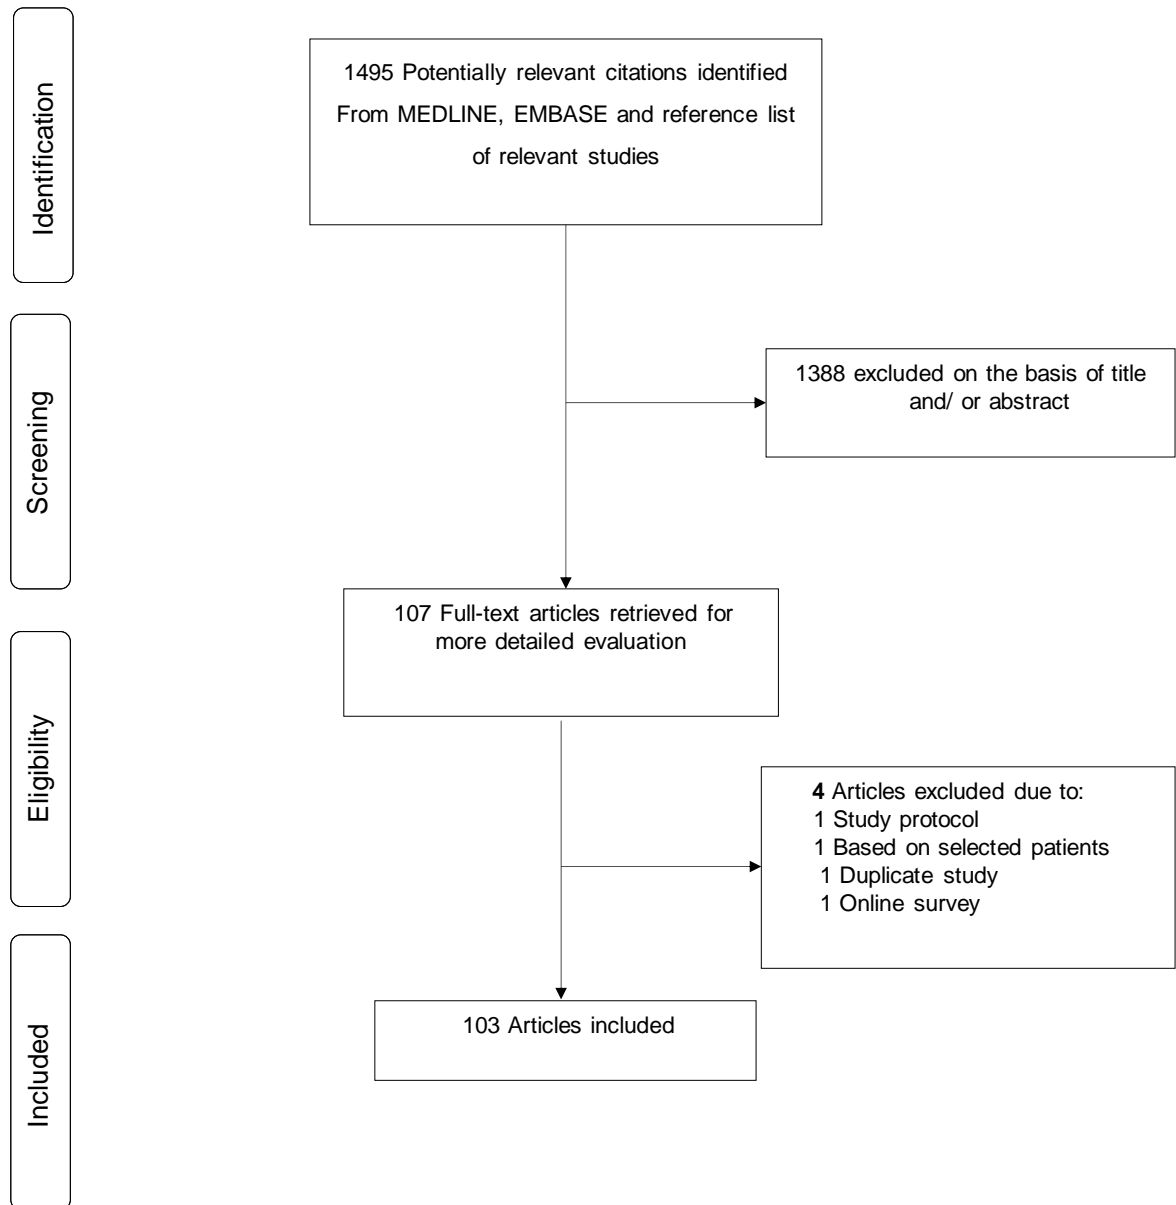 Identification
1495 Potentially relevant citations identified
From MEDLINE, EMBASE and reference list
of relevant studies
Screening
1388 excluded on the basis of title
and/ or abstract
107 Full-text articles retrieved for
more detailed evaluation
Eligibility
4 Articles excluded due to:
1 Study protocol
1 Based on selected patients
1 Duplicate study
1 Online survey
Included
103 Articles included